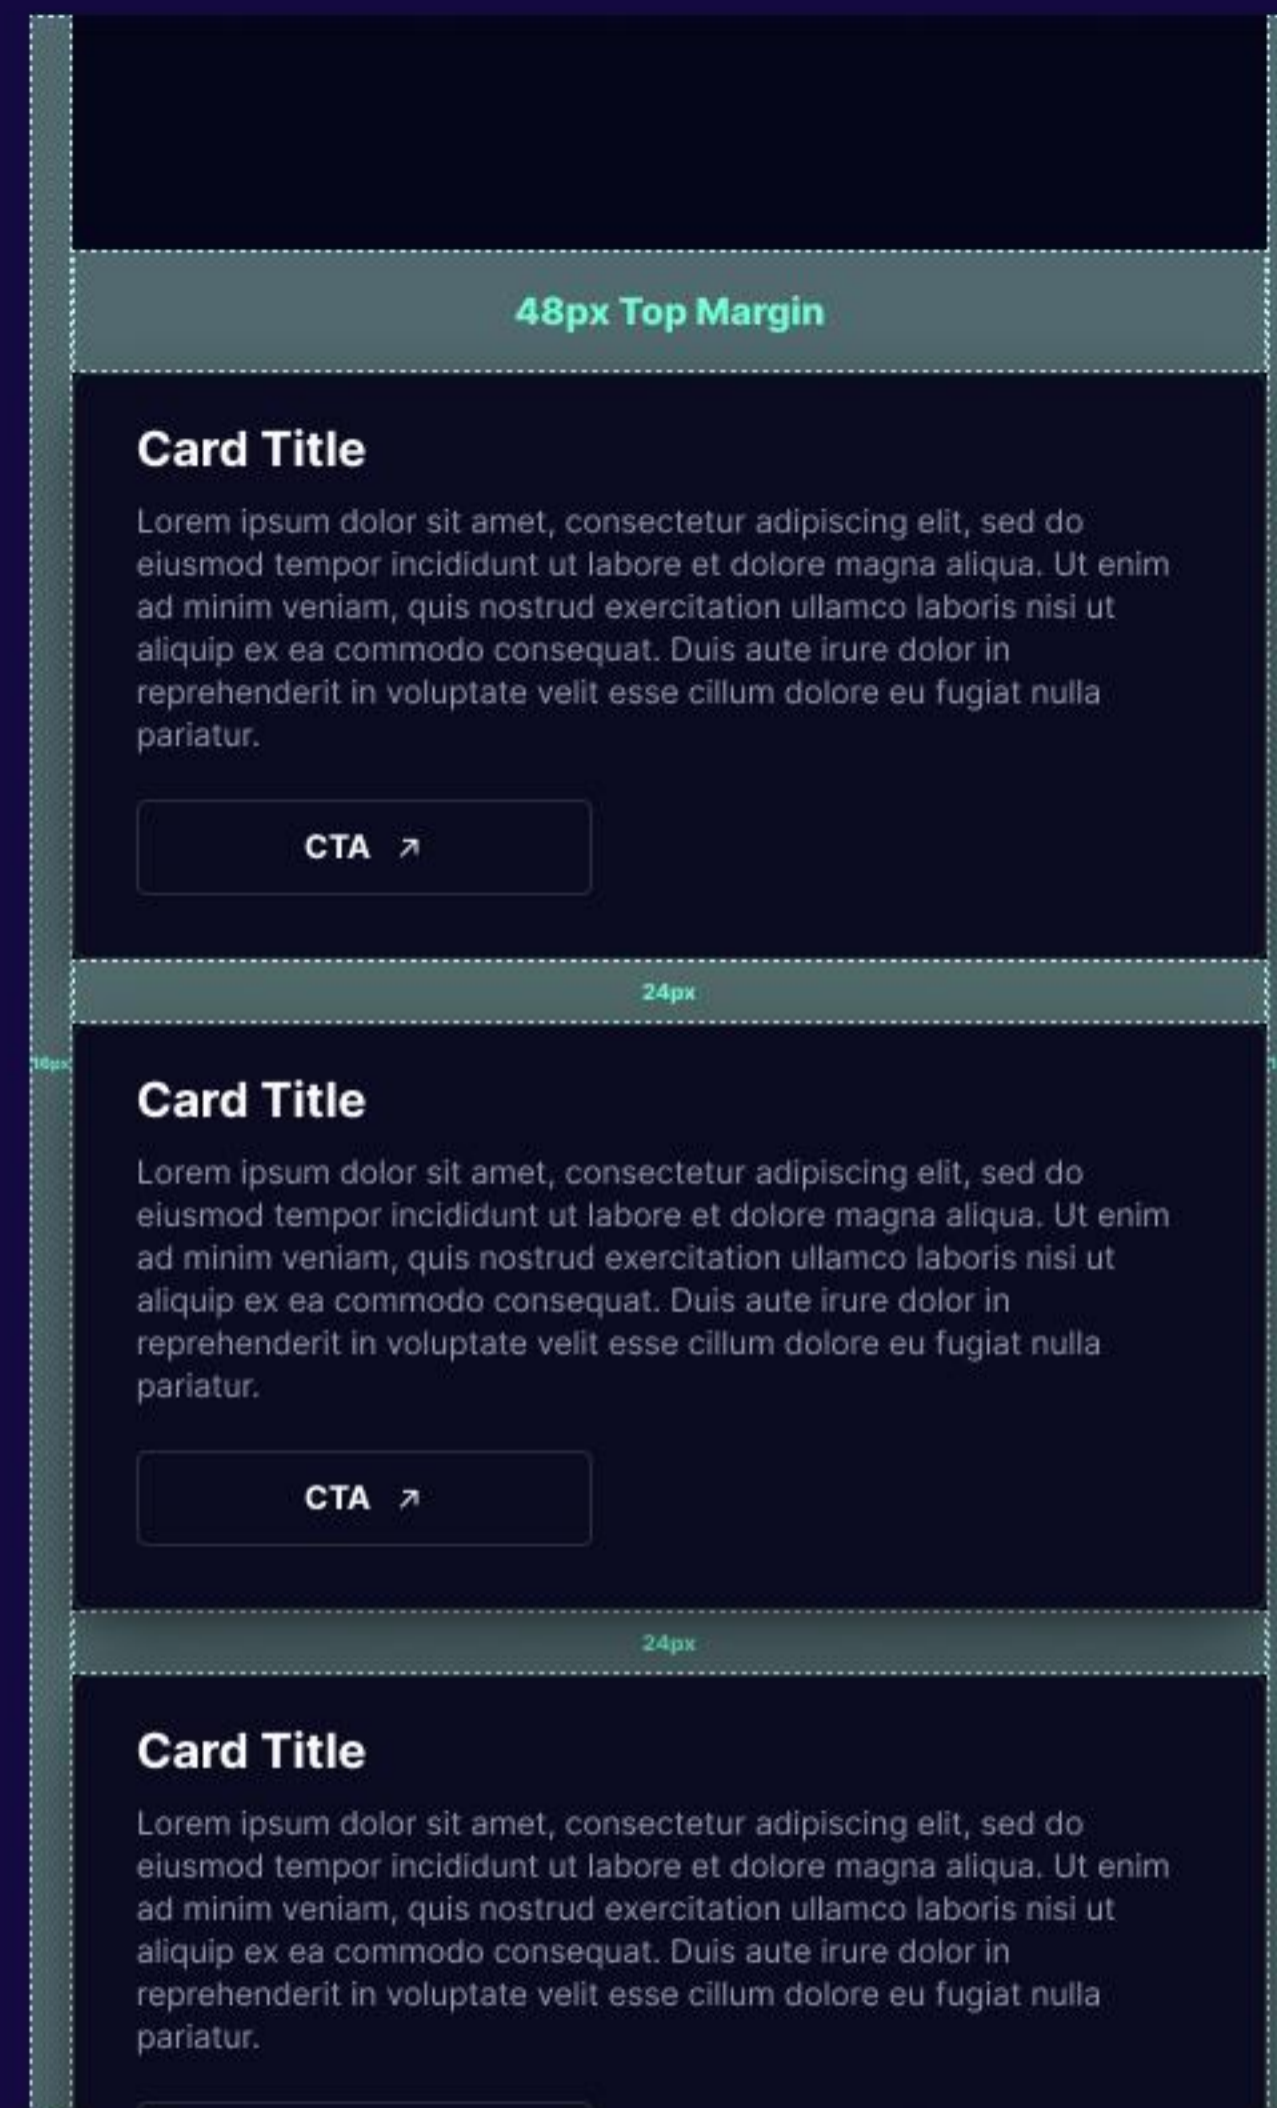 48px Top Margin
Card Title
Lorem ipsum dolor sit amet, consectetur adipiscing elit, sed do
eiusmod tempor incididunt ut labore et dolore magna aliqua. Ut enim
ad minim veniam, quis nostrud exercitation ullamco laboris nisi ut
aliquip ex ea commodo consequat. Duis aute irure dolor in
reprehenderit in voluptate velit esse cillum dolore eu fugiat nulla
pariatur.
CTA
24px
16px
Card Title
Lorem ipsum dolor sit amet, consectetur adipiscing elit, sed do
eiusmod tempor incididunt ut labore et dolore magna aliqua. Ut enim
ad minim veniam, quis nostrud exercitation ullamco laboris nisi ut
aliquip ex ea commodo consequat. Duis aute irure dolor in
reprehenderit in voluptate velit esse cillum dolore eu fugiat nulla
pariatur.
CTA
24px
Card Title
Lorem ipsum dolor sit amet, consectetur adipiscing elit, sed do
eiusmod tempor incididunt ut labore et dolore magna aliqua. Ut enim
ad minim veniam, quis nostrud exercitation ullamco laboris nisi ut
aliquip ex ea commodo consequat. Duis aute irure dolor in
reprehenderit in voluptate velit esse cillum dolore eu fugiat nulla
pariatur.